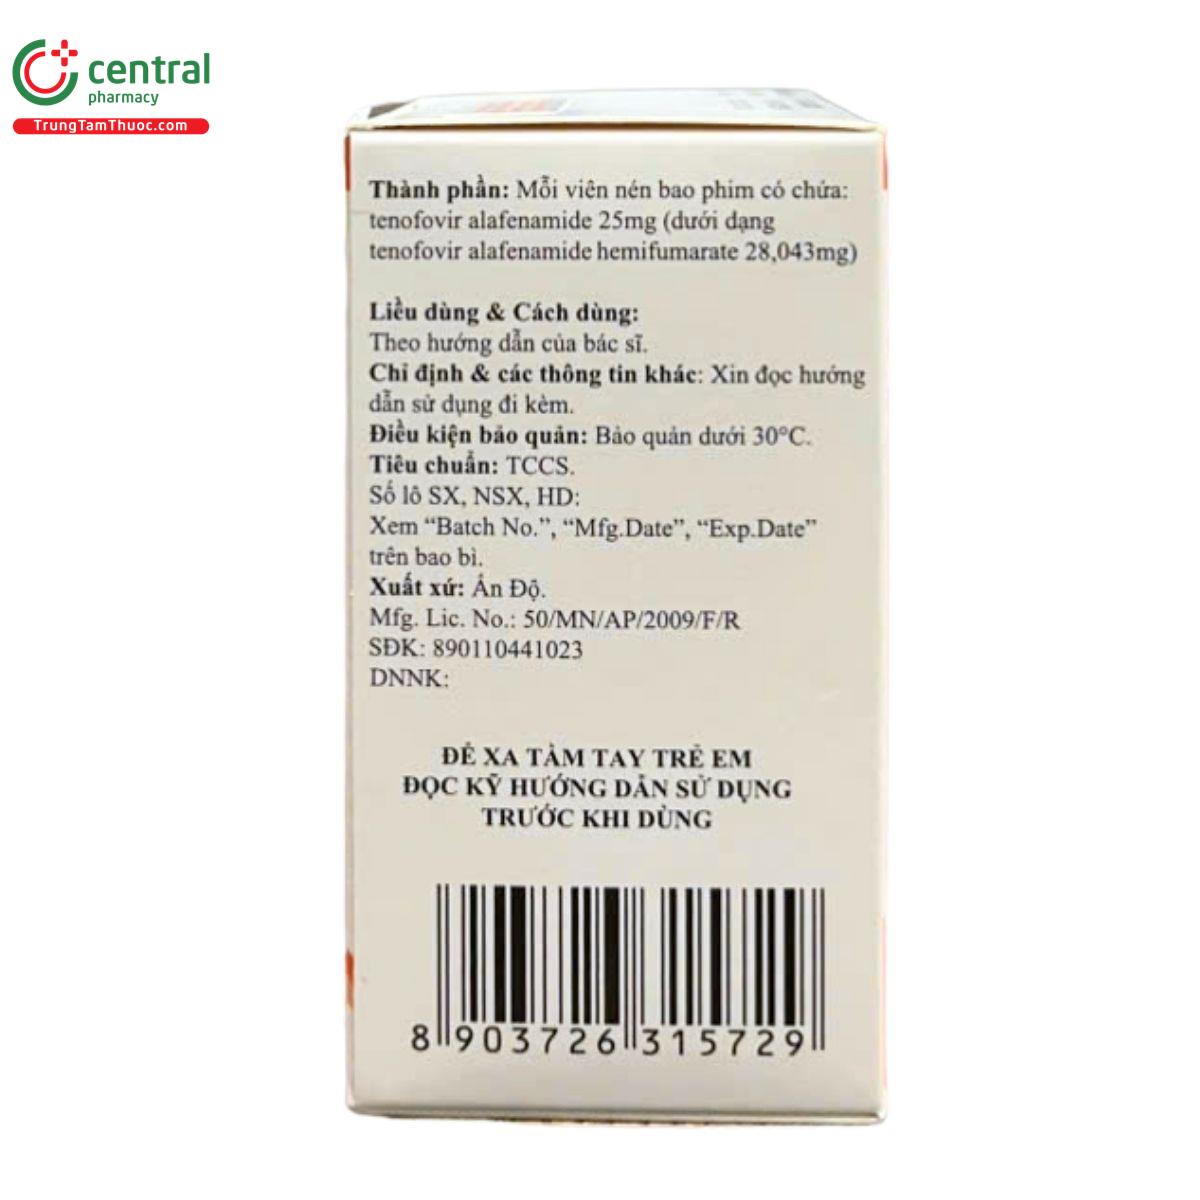 central
pharmacy
TrungTamThuoc.com
Thành phần: Mỗi viên nén bao phim có chứa:
tenofovir alafenamide 25mg (dưới dạng
tenofovir alafenamide hemifumarate 28,043mg)
Liều dùng & Cách dùng:
Theo hướng dẫn của bác sĩ.
Chỉ định & các thông tin khác: Xin đọc hướng
dẫn sử dụng đi kèm.
Điều kiện bảo quản: Bảo quản dưới 30°C.
Tiêu chuẩn: TCCS.
Số lô SX, NSX, HD:
Xem “Batch No.”, “Mfg.Date”, “Exp.Date”
trên bao bì.
Xuất xứ: Ấn Độ.
Mfg. Lic. No.: 50/MN/AP/2009/F/R
SĐK: 890110441023
DNNK:
ĐỂ XA TẦM TAY TRẺ EM
ĐỌC KỸ HƯỚNG DẪN SỬ DỤNG
TRƯỚC KHI DÙNG
8 903726 315729